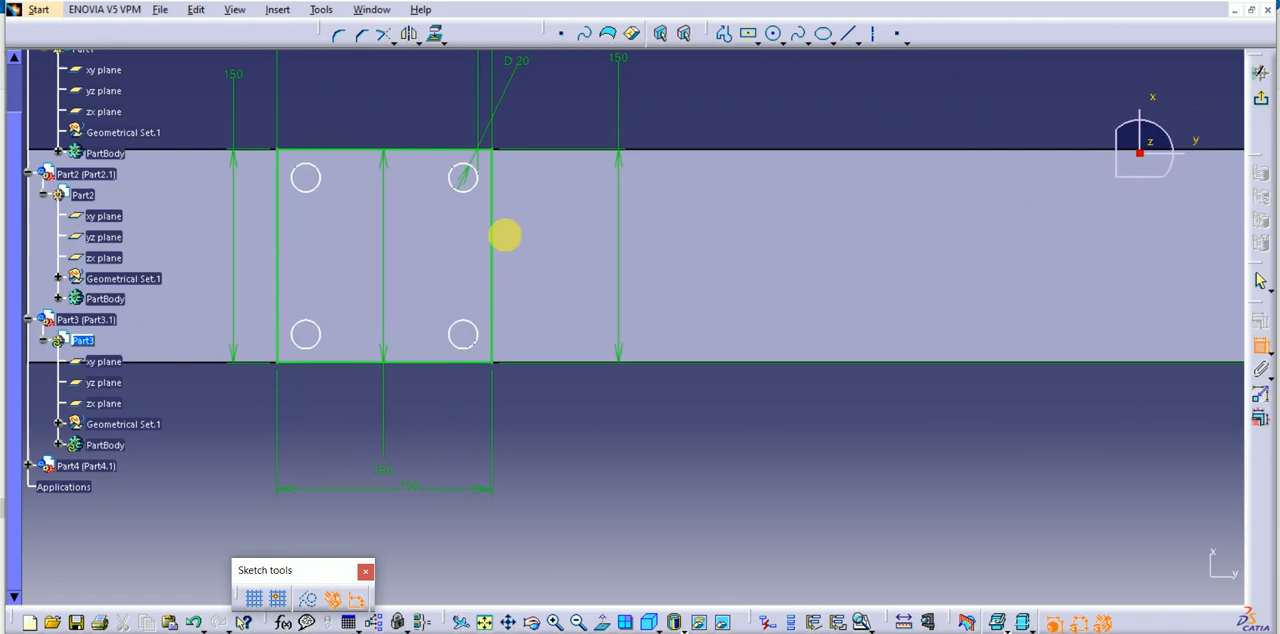 Start ENOVIA V5 VPM File Edit View Insert Tools Window Help
xy plane
yz plane
zx plane
Geometrical Set.1
PartBody
Part2 (Part2.1)
Part2
xy plane
yz plane
zx plane
Geometrical Set.1
PartBody
Part3 (Part3.1)
Part3
xy plane
yz plane
zx plane
Geometrical Set.1
PartBody
Part4 (Part4.1)
Applications
150
D 20
150
x
y
z
Sketch tools
x
y
f(x)
CATIA